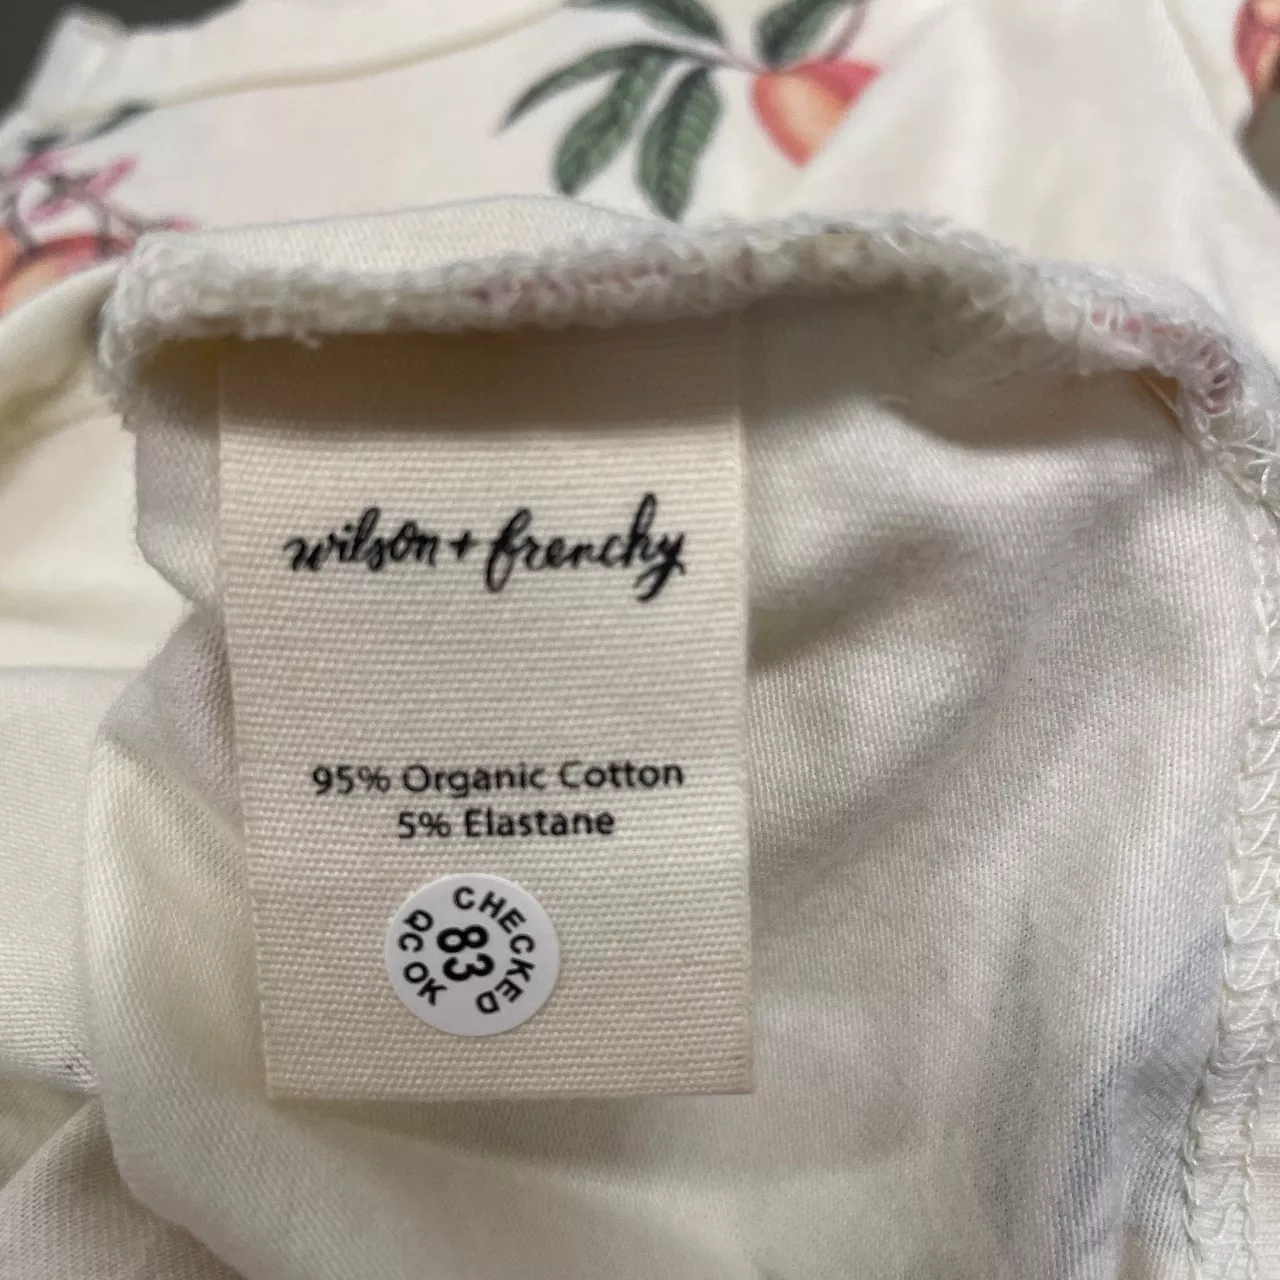 wilson + frenchy
95% Organic Cotton
5% Elastane
CHECKED
83
QC OK